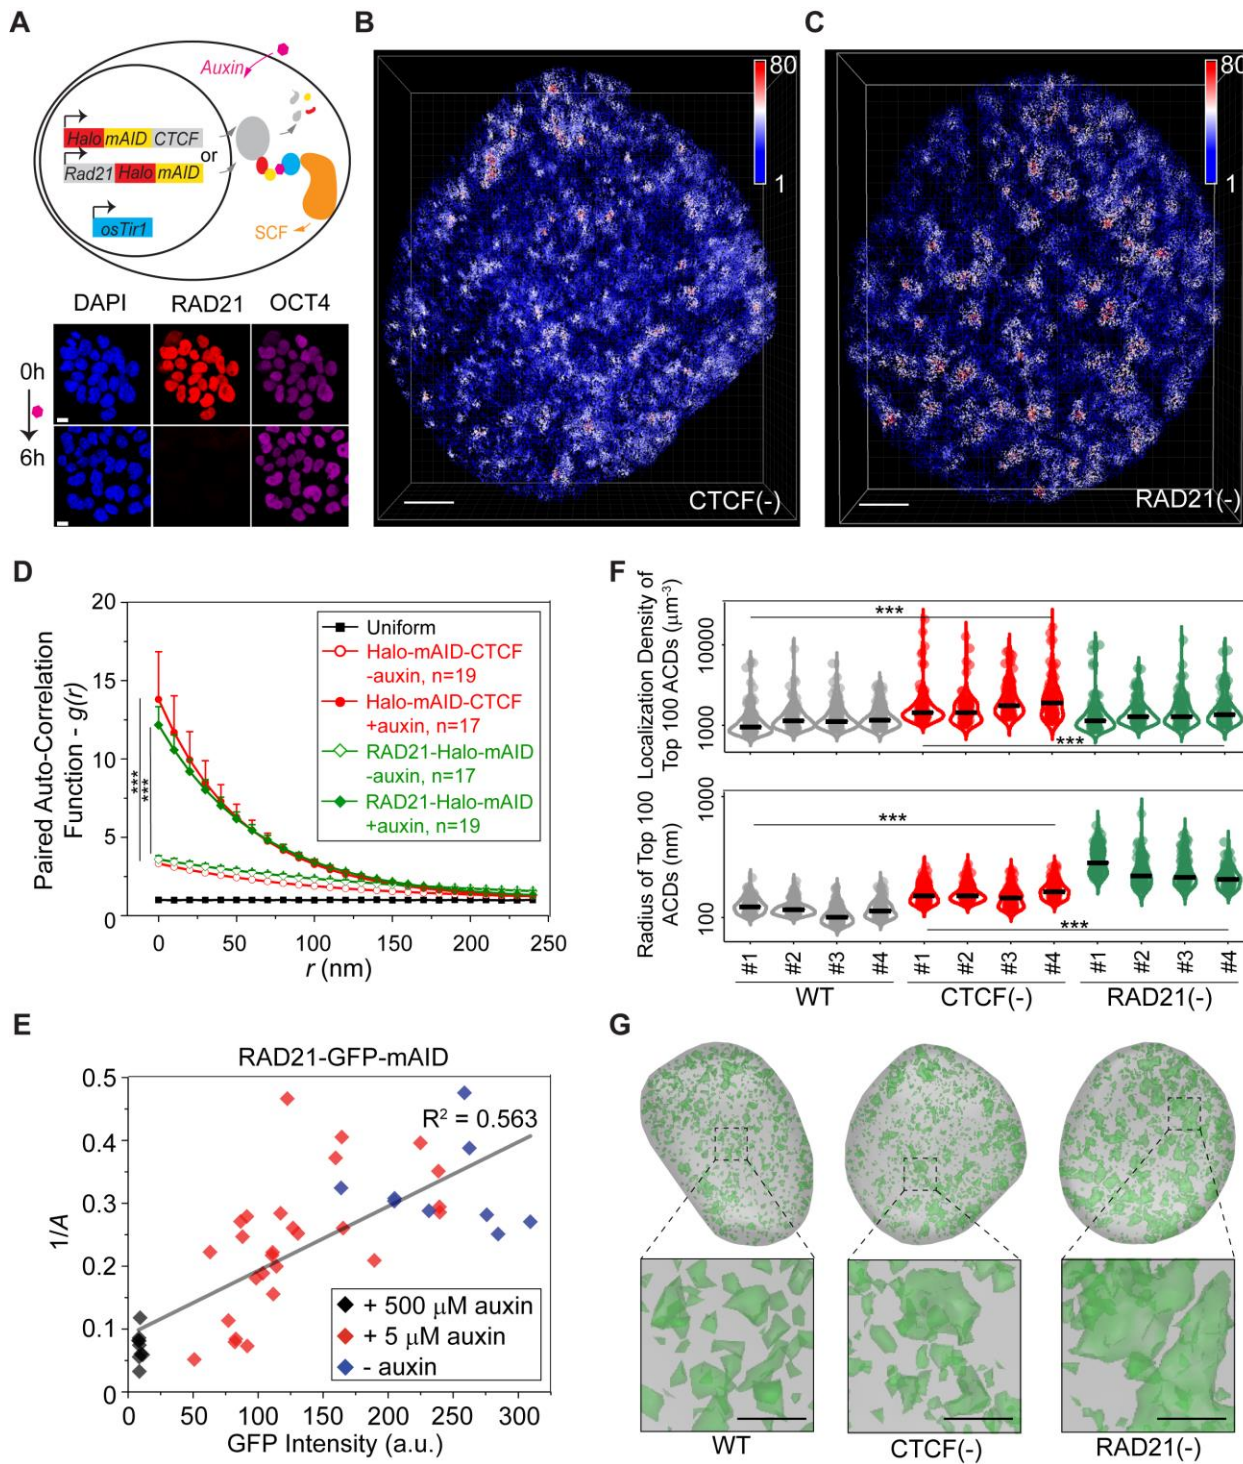 A
Auxin
Halo mAID CTCF
or
Rad21 Halo mAID
osTir1
SCF
DAPI RAD21 OCT4
0h
6h
B
80
1
CTCF(-)
C
80
1
RAD21(-)
D
Paired Auto-Correlation
Function - g(r)
20
15
10
5
0
***
***
Uniform
Halo-mAID-CTCF
-auxin, n=19
Halo-mAID-CTCF
+auxin, n=17
RAD21-Halo-mAID
-auxin, n=17
RAD21-Halo-mAID
+auxin, n=19
0 50 100 150 200 250
r (nm)
E
RAD21-GFP-mAID
R² = 0.563
1/A
0.5
0.4
0.3
0.2
0.1
0
+ 500 µM auxin
+ 5 µM auxin
- auxin
0 50 100 150 200 250 300
GFP Intensity (a.u.)
F
Localization Density of
Top 100 ACDs (µm⁻³)
10000
1000
***
***
Radius of Top 100
ACDs (nm)
1000
100
***
***
#1 #2 #3 #4 #1 #2 #3 #4 #1 #2 #3 #4
WT CTCF(-) RAD21(-)
G
WT CTCF(-) RAD21(-)